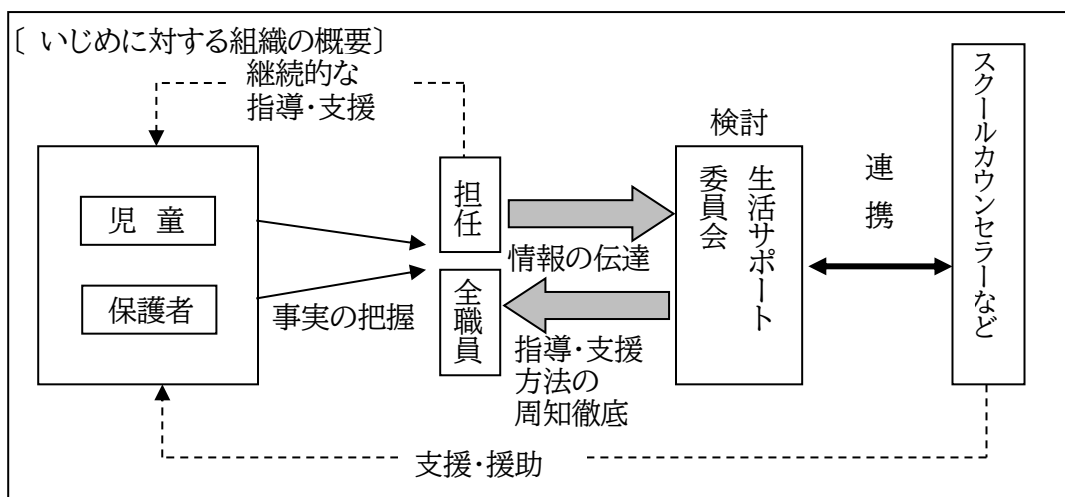 〔 いじめに対する組織の概要〕
継続的な
指導・支援
検討
児 童
保護者
事実の把握
担任
全職員
情報の伝達
指導・支援
方法の
周知徹底
生活サポート
委員会
連携
スクールカウンセラーなど
支援・援助